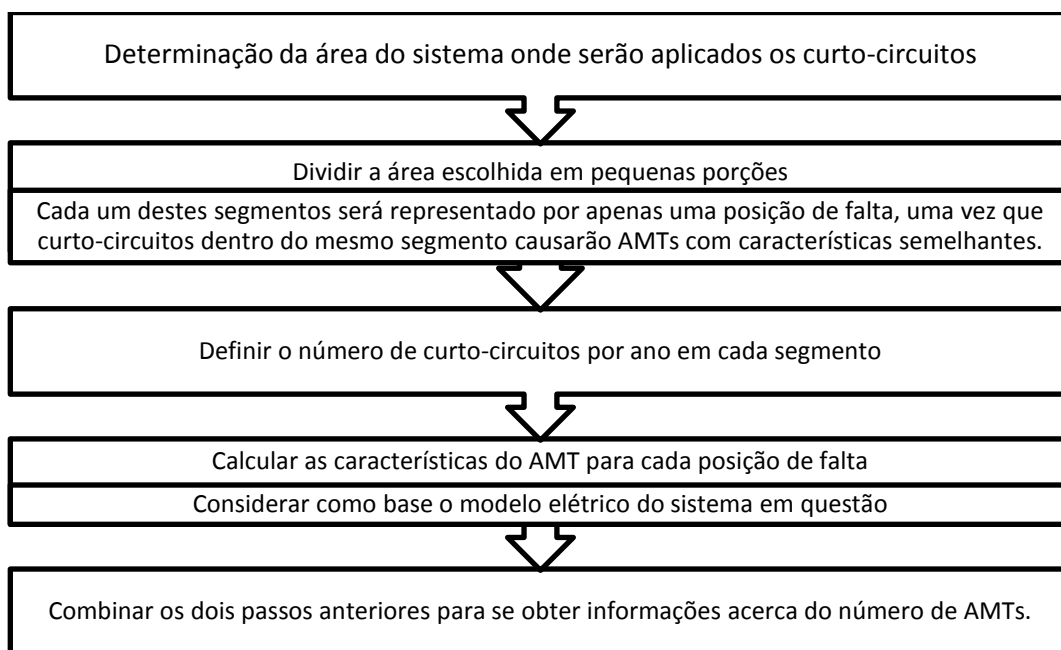 Determinação da área do sistema onde serão aplicados os curto-circuitos
Dividir a área escolhida em pequenas porções
Cada um destes segmentos será representado por apenas uma posição de falta, uma vez que
curto-circuitos dentro do mesmo segmento causarão AMTs com características semelhantes.
Definir o número de curto-circuitos por ano em cada segmento
Calcular as características do AMT para cada posição de falta
Considerar como base o modelo elétrico do sistema em questão
Combinar os dois passos anteriores para se obter informações acerca do número de AMTs.